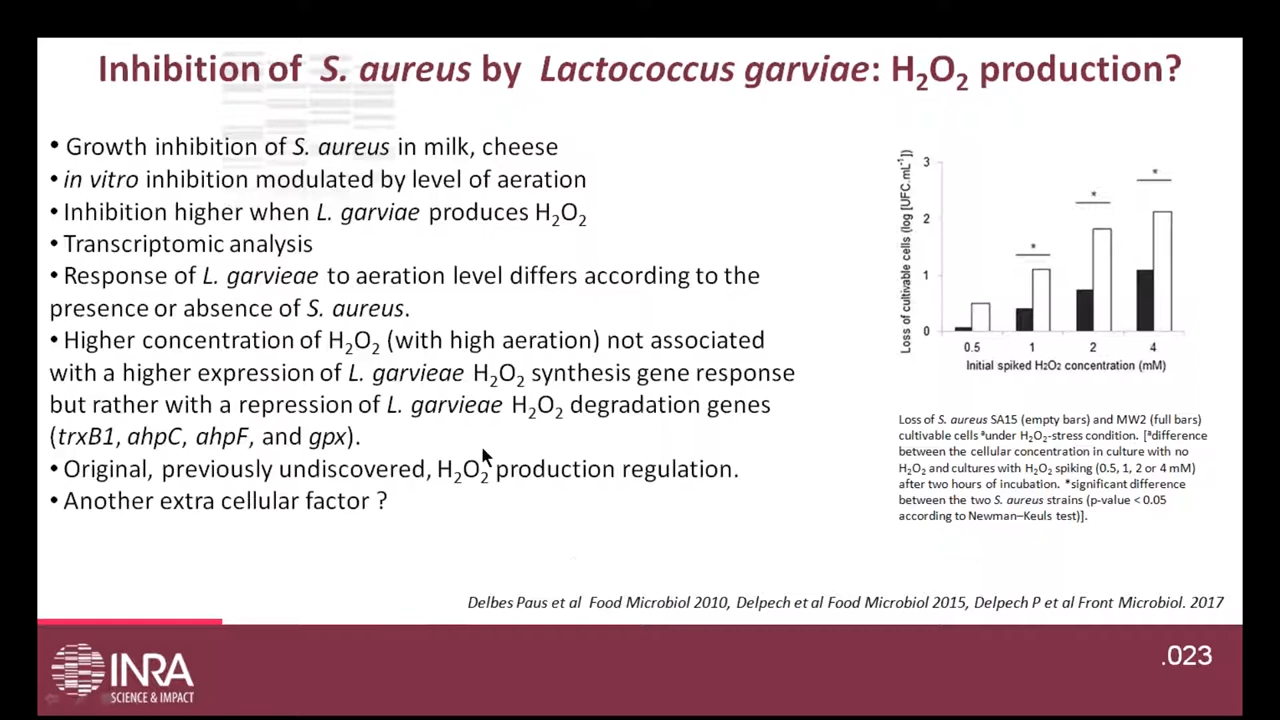 Inhibition of S. aureus by Lactococcus garviae: H₂O₂ production?
• Growth inhibition of S. aureus in milk, cheese
• in vitro inhibition modulated by level of aeration
• Inhibition higher when L. garviae produces H₂O₂
• Transcriptomic analysis
• Response of L. garvieae to aeration level differs according to the
presence or absence of S. aureus.
• Higher concentration of H₂O₂ (with high aeration) not associated
with a higher expression of L. garvieae H₂O₂ synthesis gene response
but rather with a repression of L. garvieae H₂O₂ degradation genes
(trxB1, ahpC, ahpF, and gpx).
• Original, previously undiscovered, H₂O₂ production regulation.
• Another extra cellular factor ?
Loss of cultivable cells (log [UFC.mL⁻¹])
3
2
1
0
*
*
*
0.5 1 2 4
Initial spiked H₂O₂ concentration (mM)
Loss of S. aureus SA15 (empty bars) and MW2 (full bars)
cultivable cells ᵃunder H₂O₂-stress condition. [ᵃdifference
between the cellular concentration in culture with no
H₂O₂ and cultures with H₂O₂ spiking (0.5, 1, 2 or 4 mM)
after two hours of incubation. *significant difference
between the two S. aureus strains (p-value < 0.05
according to Newman–Keuls test)].
Delbes Paus et al Food Microbiol 2010, Delpech et al Food Microbiol 2015, Delpech P et al Front Microbiol. 2017
INRA
SCIENCE & IMPACT
.023